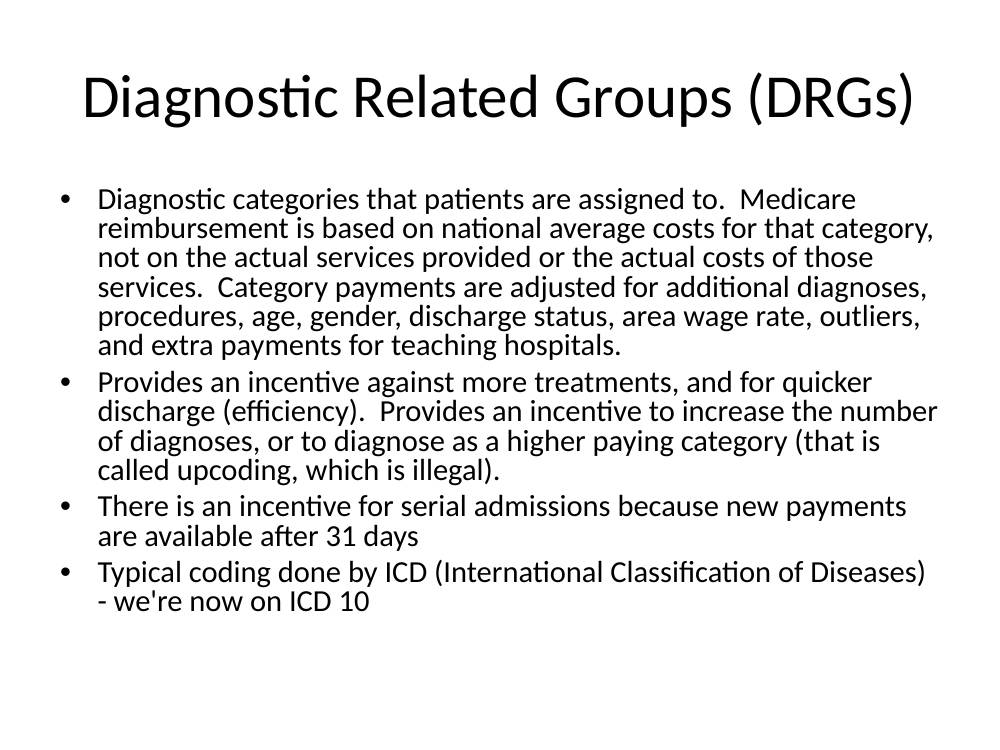 Diagnostic Related Groups (DRGs)
• Diagnostic categories that patients are assigned to.  Medicare
reimbursement is based on national average costs for that category,
not on the actual services provided or the actual costs of those
services.  Category payments are adjusted for additional diagnoses,
procedures, age, gender, discharge status, area wage rate, outliers,
and extra payments for teaching hospitals.
• Provides an incentive against more treatments, and for quicker
discharge (efficiency).  Provides an incentive to increase the number
of diagnoses, or to diagnose as a higher paying category (that is
called upcoding, which is illegal).
• There is an incentive for serial admissions because new payments
are available after 31 days
• Typical coding done by ICD (International Classification of Diseases)
- we're now on ICD 10